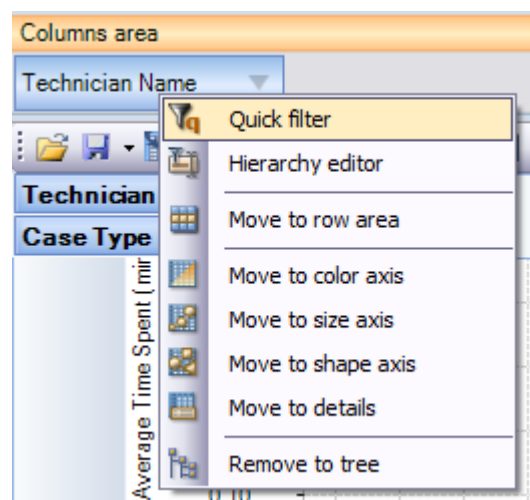 Columns area
Technician Name
Quick filter
Hierarchy editor
Technician
Move to row area
Case Type
Move to color axis
Move to size axis
Move to shape axis
Move to details
Remove to tree
Average Time Spent (mir